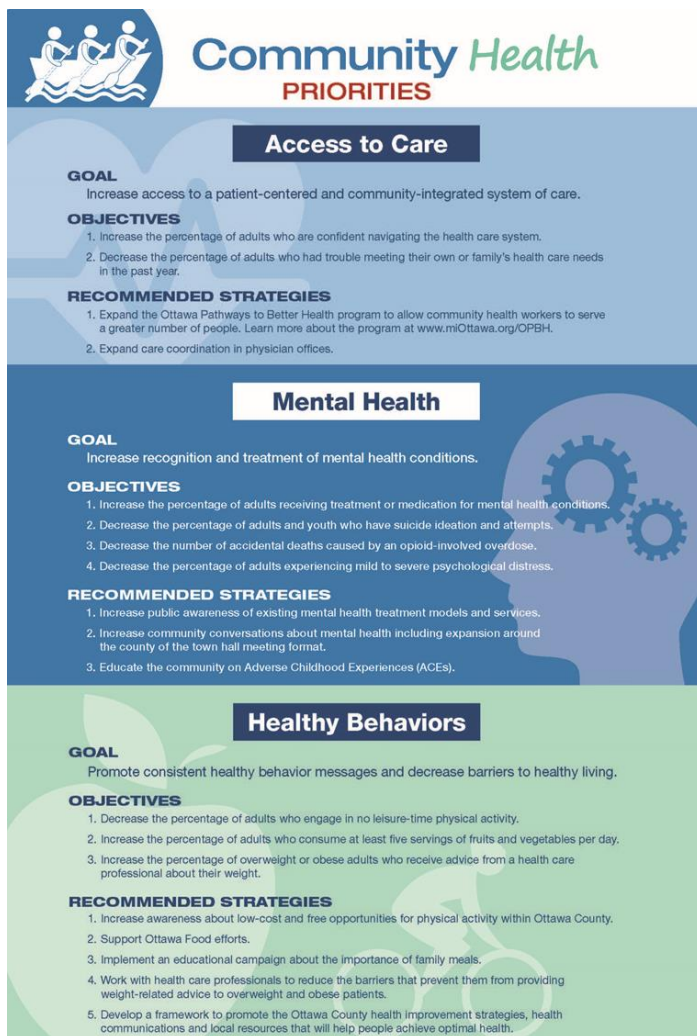 Community Health
PRIORITIES
Access to Care
GOAL
Increase access to a patient-centered and community-integrated system of care.
OBJECTIVES
1. Increase the percentage of adults who are confident navigating the health care system.
2. Decrease the percentage of adults who had trouble meeting their own or family's health care needs
in the past year.
RECOMMENDED STRATEGIES
1. Expand the Ottawa Pathways to Better Health program to allow community health workers to serve
a greater number of people. Learn more about the program at www.miOttawa.org/OPBH.
2. Expand care coordination in physician offices.
Mental Health
GOAL
Increase recognition and treatment of mental health conditions.
OBJECTIVES
1. Increase the percentage of adults receiving treatment or medication for mental health conditions.
2. Decrease the percentage of adults and youth who have suicide ideation and attempts.
3. Decrease the number of accidental deaths caused by an opioid-involved overdose.
4. Decrease the percentage of adults experiencing mild to severe psychological distress.
RECOMMENDED STRATEGIES
1. Increase public awareness of existing mental health treatment models and services.
2. Increase community conversations about mental health including expansion around
the county of the town hall meeting format.
3. Educate the community on Adverse Childhood Experiences (ACEs).
Healthy Behaviors
GOAL
Promote consistent healthy behavior messages and decrease barriers to healthy living.
OBJECTIVES
1. Decrease the percentage of adults who engage in no leisure-time physical activity.
2. Increase the percentage of adults who consume at least five servings of fruits and vegetables per day.
3. Increase the percentage of overweight or obese adults who receive advice from a health care
professional about their weight.
RECOMMENDED STRATEGIES
1. Increase awareness about low-cost and free opportunities for physical activity within Ottawa County.
2. Support Ottawa Food efforts.
3. Implement an educational campaign about the importance of family meals.
4. Work with health care professionals to reduce the barriers that prevent them from providing
weight-related advice to overweight and obese patients.
5. Develop a framework to promote the Ottawa County health improvement strategies, health
communications and local resources that will help people achieve optimal health.